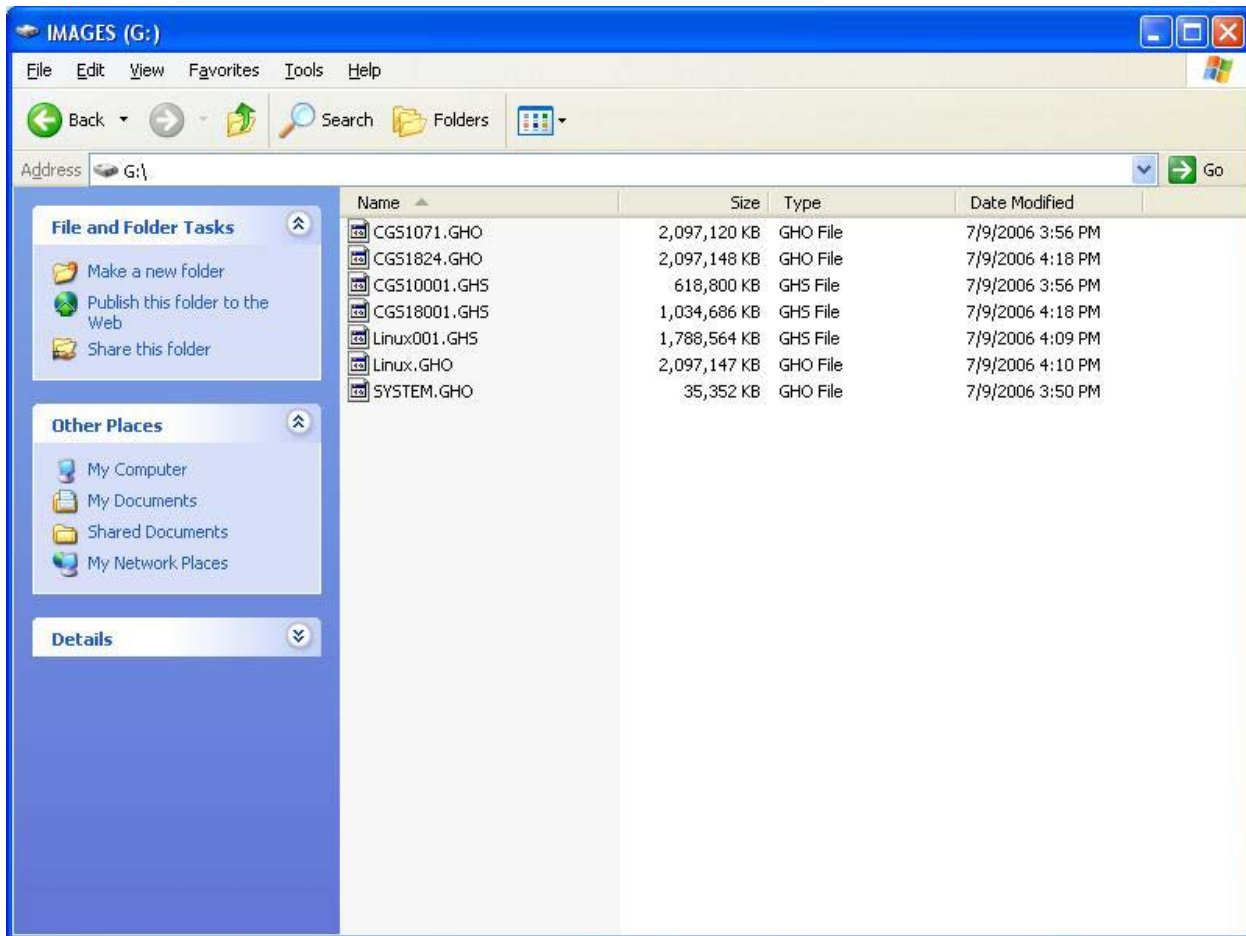 IMAGES (G:)
File Edit View Favorites Tools Help
Back Search Folders
Address G:\ Go
File and Folder Tasks
Make a new folder
Publish this folder to the
Web
Share this folder
Other Places
My Computer
My Documents
Shared Documents
My Network Places
Details
Name Size Type Date Modified
CGS1071.GHO 2,097,120 KB GHO File 7/9/2006 3:56 PM
CGS1824.GHO 2,097,148 KB GHO File 7/9/2006 4:18 PM
CGS10001.GHS 618,800 KB GHS File 7/9/2006 3:56 PM
CGS18001.GHS 1,034,686 KB GHS File 7/9/2006 4:18 PM
Linux001.GHS 1,788,564 KB GHS File 7/9/2006 4:09 PM
Linux.GHO 2,097,147 KB GHO File 7/9/2006 4:10 PM
SYSTEM.GHO 35,352 KB GHO File 7/9/2006 3:50 PM